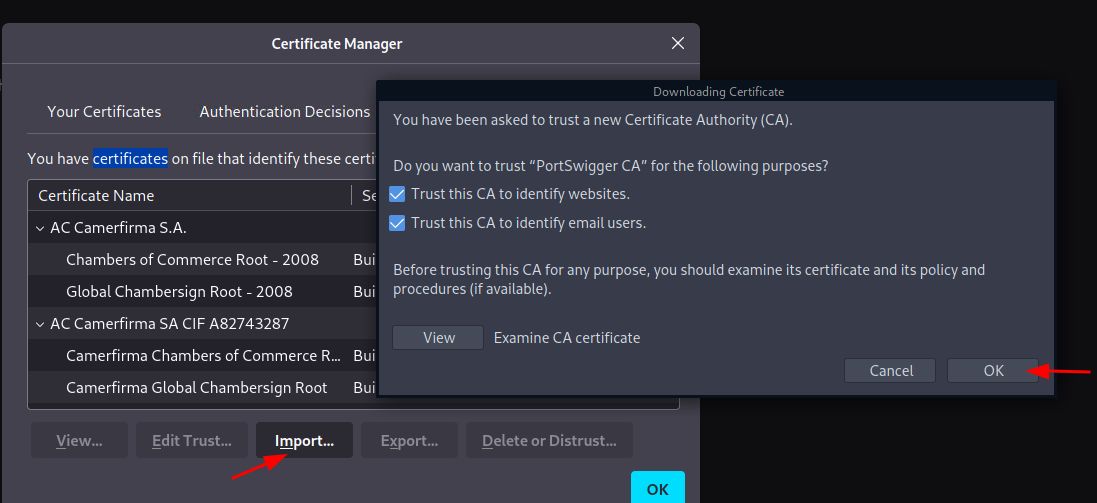 Certificate Manager
Downloading Certificate
Your Certificates
Authentication Decisions
You have been asked to trust a new Certificate Authority (CA).
You have certificates on file that identify these certi
Do you want to trust “PortSwigger CA” for the following purposes?
Certificate Name
Se
Trust this CA to identify websites.
AC Camerfirma S.A.
Trust this CA to identify email users.
Chambers of Commerce Root - 2008
Bui
Global Chambersign Root - 2008
Bui
Before trusting this CA for any purpose, you should examine its certificate and its policy and
procedures (if available).
AC Camerfirma SA CIF A82743287
View
Examine CA certificate
Camerfirma Chambers of Commerce R...
Bui
Camerfirma Global Chambersign Root
Bui
Cancel
OK
View...
Edit Trust...
Import...
Export...
Delete or Distrust...
OK